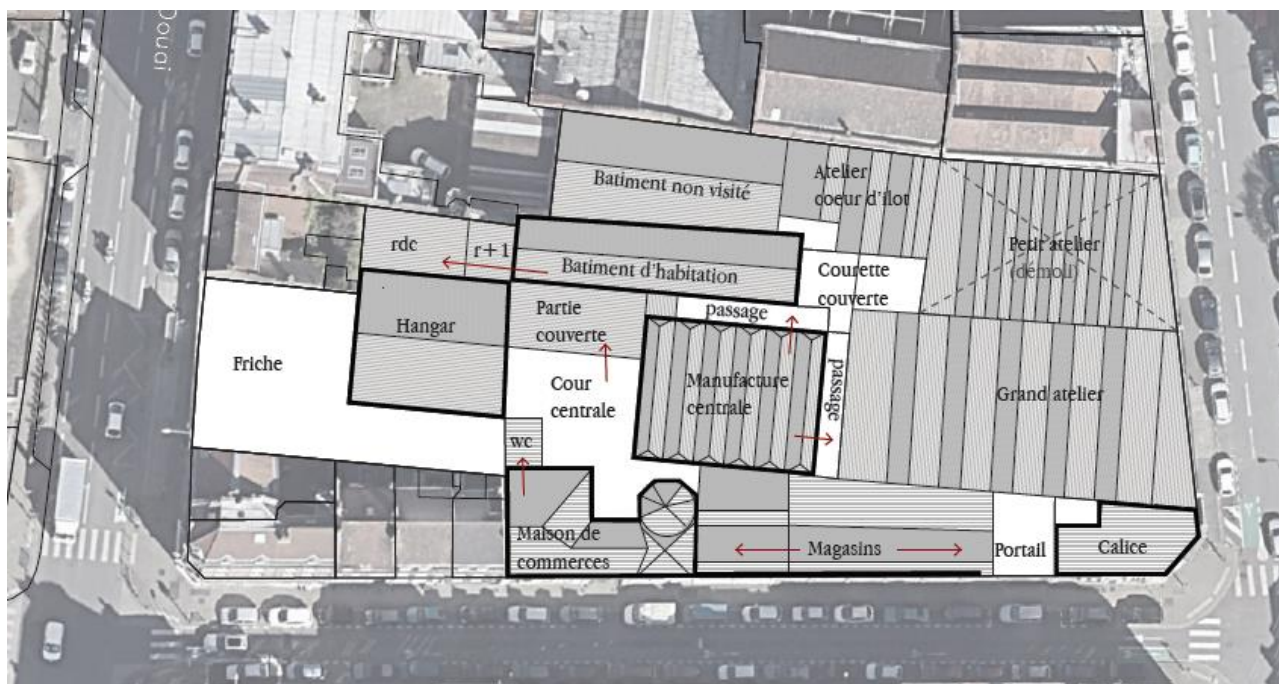 Douai
Batiment non visité
Atelier
coeur d'ilot
rdc
r+1
Batiment d'habitation
Petit atelier
(démoli)
Courette
couverte
Hangar
Partie
couverte
passage
Friche
Cour
centrale
Manufacture
centrale
passage
Grand atelier
wc
Maison de
commerces
Magasins
Portail
Calice